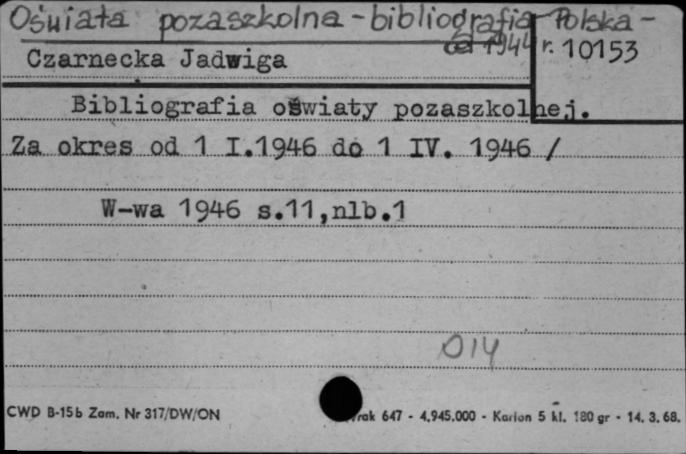 Oświata pozaszkolna - bibliografia - Polska -
od 1944 r. 10153
Czarnecka Jadwiga
Bibliografia oświaty pozaszkolnej.
Za okres od 1 I.1946 do 1 IV. 1946 /
W-wa 1946 s.11,nlb.1
014
CWD B-15b Zam. Nr 317/DW/ON rak 647 - 4.945.000 - Karton 5 kl. 180 gr - 14. 3. 68.